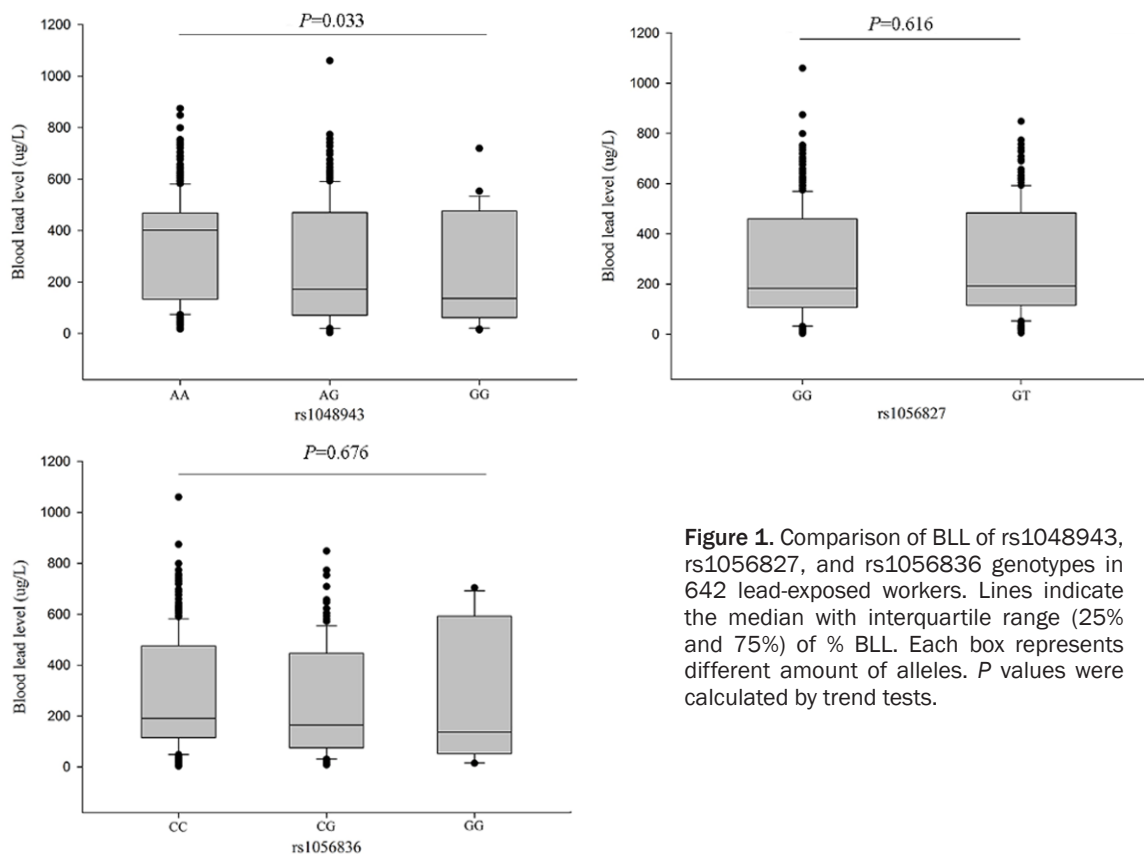 P=0.033
1200
1000
800
600
400
200
0
Blood lead level (ug/L)
AA AG GG
rs1048943
P=0.616
1200
1000
800
600
400
200
0
Blood lead level (ug/L)
GG GT
rs1056827
P=0.676
1200
1000
800
600
400
200
0
Blood lead level (ug/L)
CC CG GG
rs1056836
Figure 1. Comparison of BLL of rs1048943,
rs1056827, and rs1056836 genotypes in
642 lead-exposed workers. Lines indicate
the median with interquartile range (25%
and 75%) of % BLL. Each box represents
different amount of alleles. P values were
calculated by trend tests.